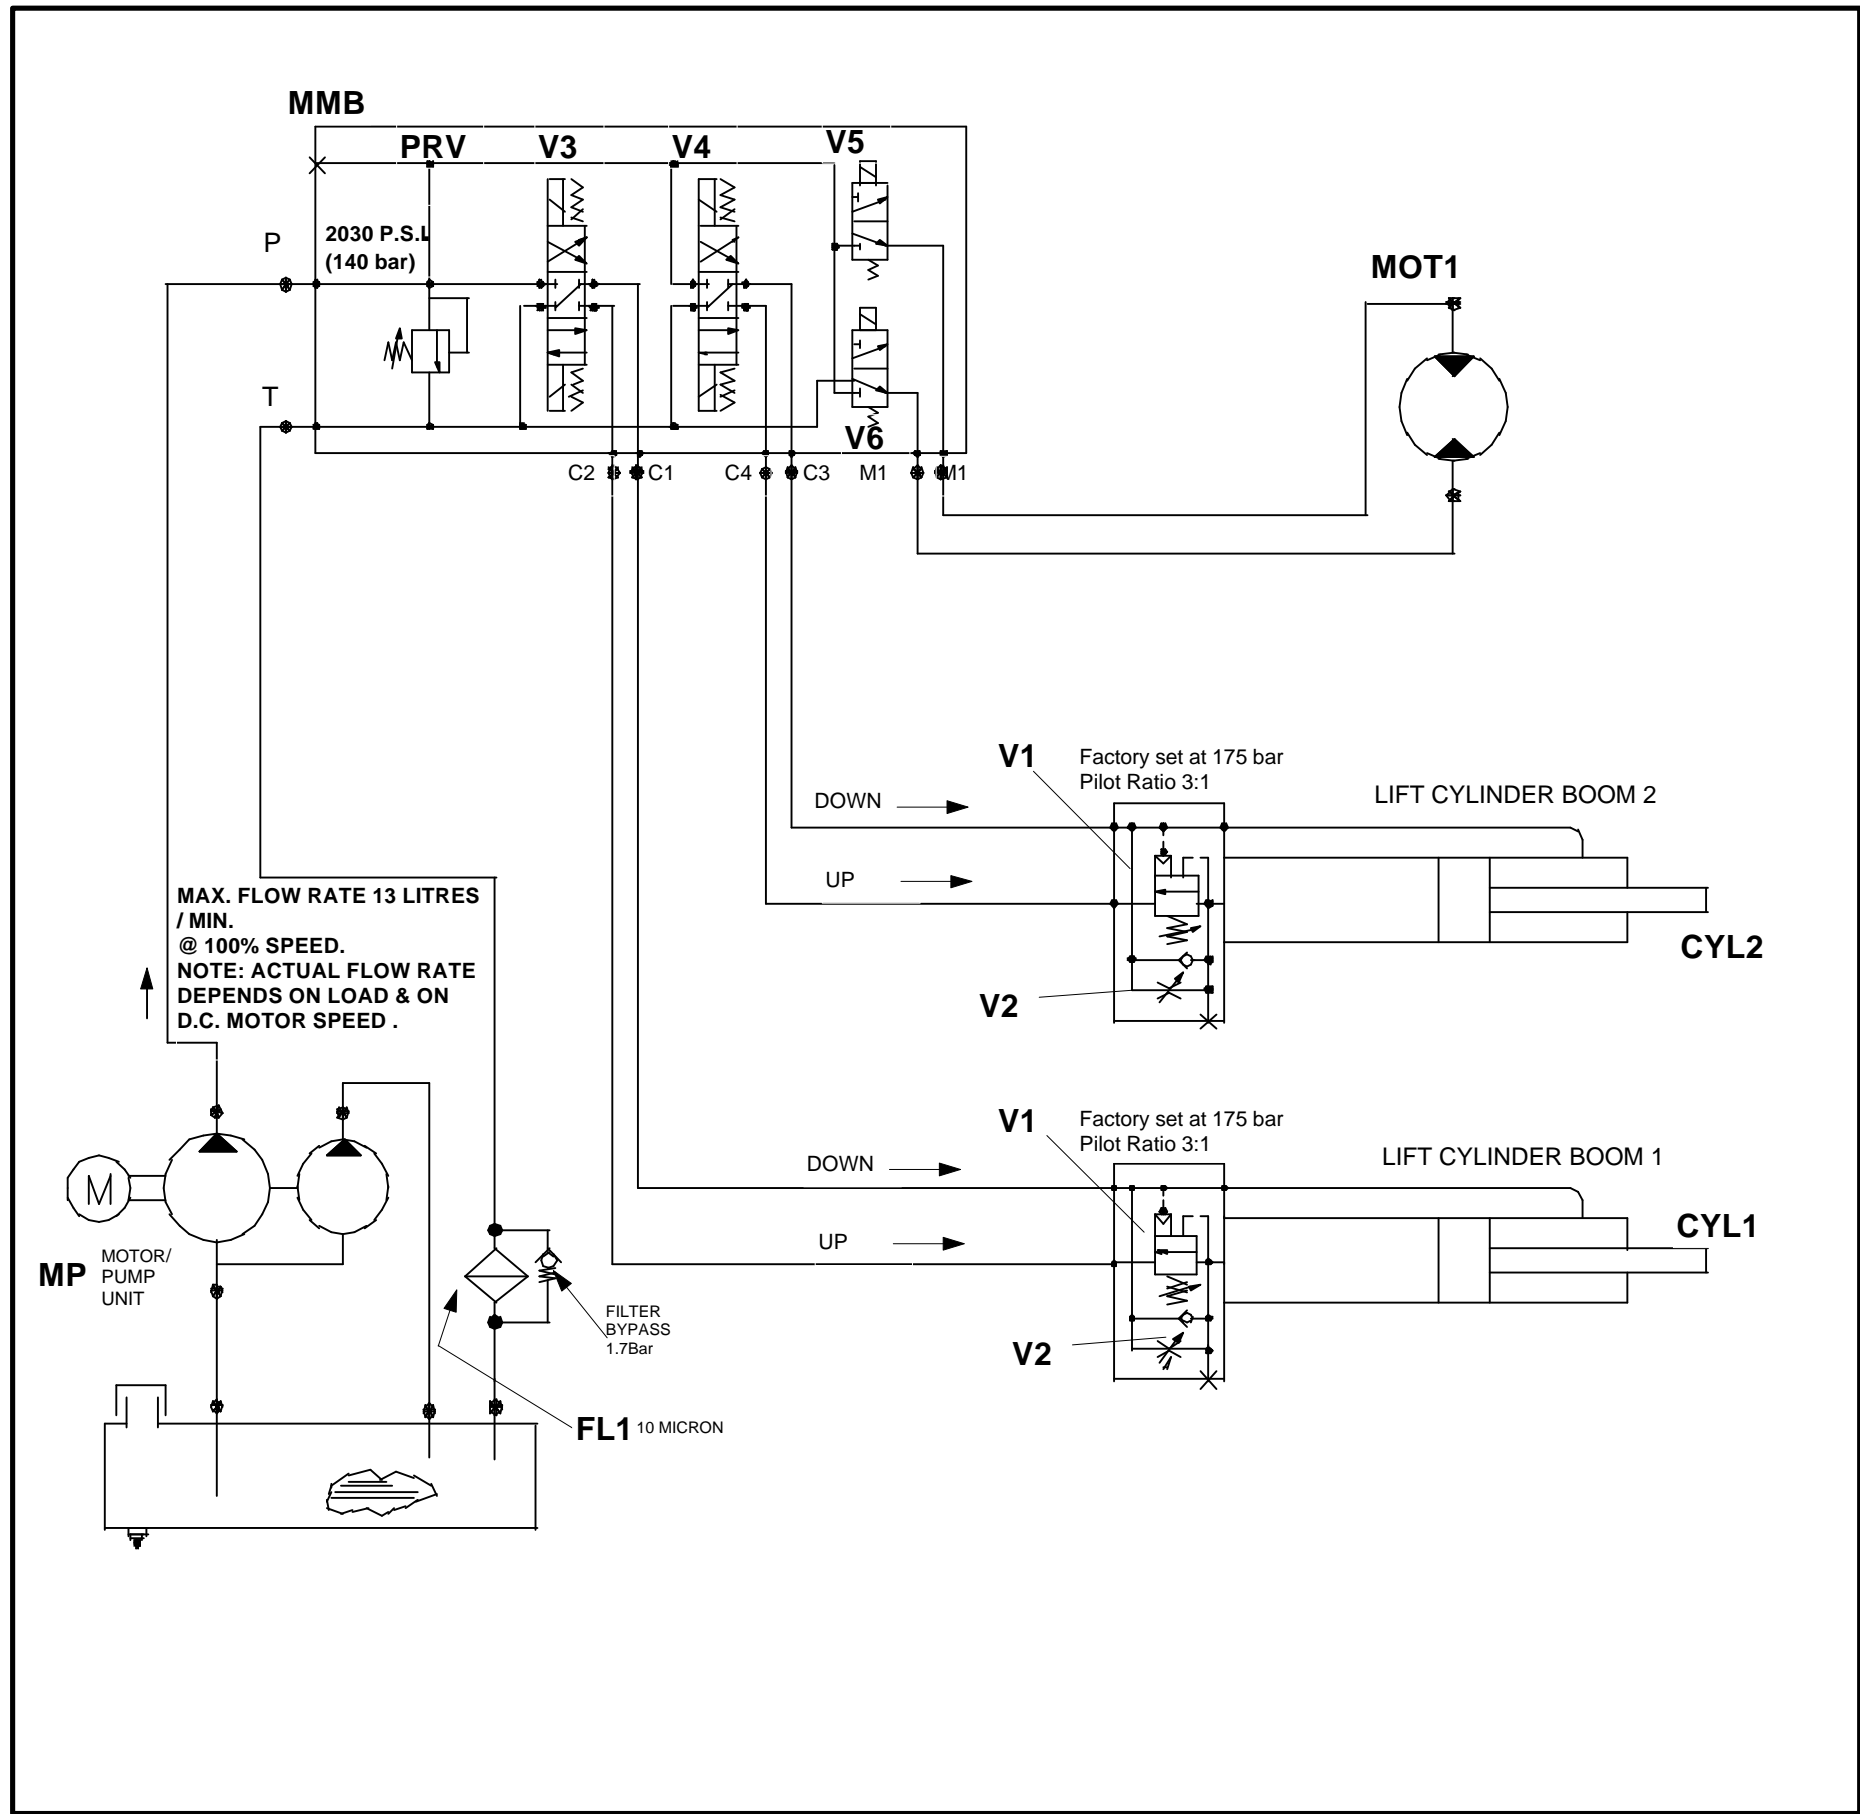 MMB
PRV
V3
V4
V5
2030 P.S.I
(140 bar)
P
T
V6
C2
C1
C4
C3
M1
M1
MOT1
V1
Factory set at 175 bar
Pilot Ratio 3:1
DOWN
LIFT CYLINDER BOOM 2
UP
CYL2
V2
MAX. FLOW RATE 13 LITRES
/ MIN.
@ 100% SPEED.
NOTE: ACTUAL FLOW RATE
DEPENDS ON LOAD & ON
D.C. MOTOR SPEED .
V1
Factory set at 175 bar
Pilot Ratio 3:1
DOWN
LIFT CYLINDER BOOM 1
UP
CYL1
V2
M
MP
MOTOR/
PUMP
UNIT
FILTER
BYPASS
1.7Bar
FL1 10 MICRON